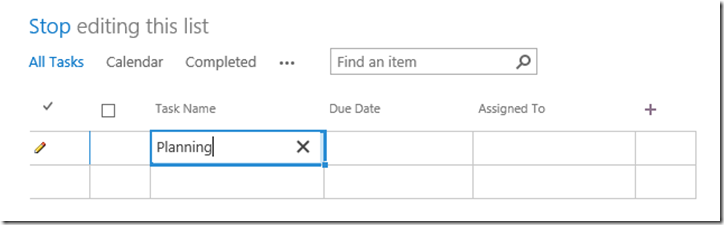 Stop editing this list
All Tasks Calendar Completed •••
Find an item
Task Name Due Date Assigned To +
Planning